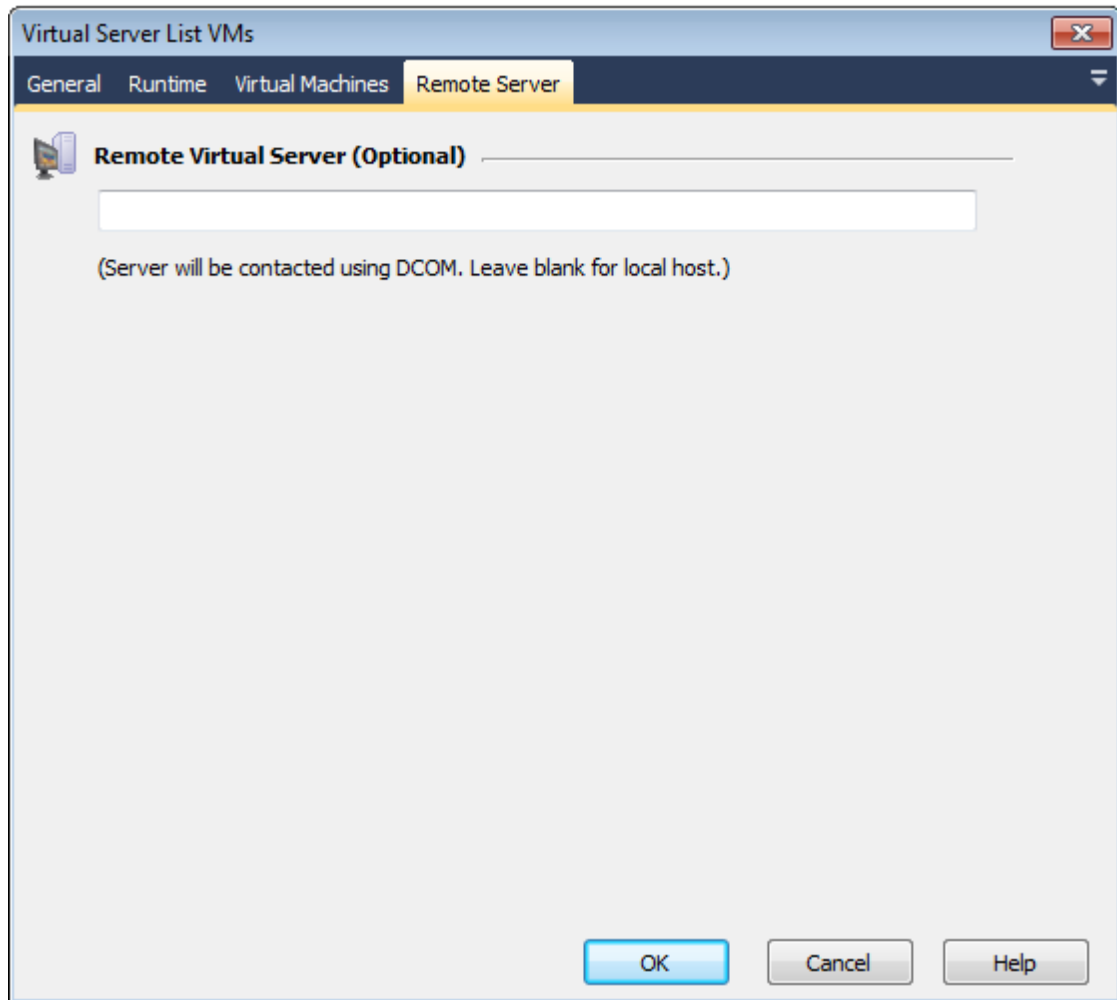 Virtual Server List VMs
General Runtime Virtual Machines Remote Server
Remote Virtual Server (Optional)
(Server will be contacted using DCOM. Leave blank for local host.)
OK Cancel Help